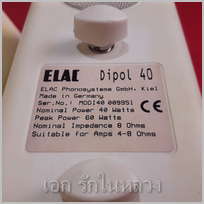 ELAC Dipol 40
ELAC Phonosysteme GmbH. Kiel
Made in Germany
Ser.No.: MODI40 009951
Nominal Power 40 Watts
Peak Power 60 Watts
Nominal Impedance 8 Ohms
Suitable for Amps 4-8 Ohms
CE
เอก รักในหลวง